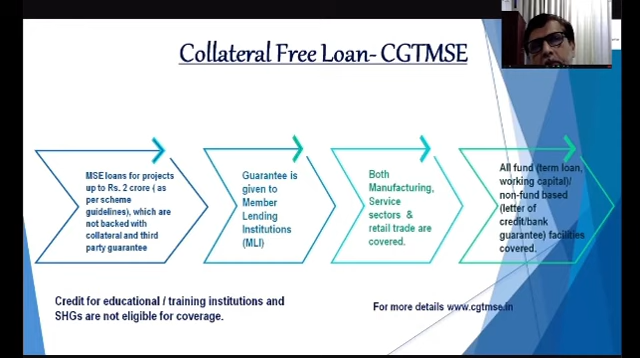 Collateral Free Loan- CGTMSE
MSE loans for projects
up to Rs. 2 crore ( as
per scheme
guidelines), which are
not backed with
collateral and third
party guarantee
Guarantee is
given to
Member
Lending
Institutions
(MLI)
Both
Manufacturing,
Service
sectors &
retail trade are
covered.
All fund (term loan,
working capital)/
non-fund based
(letter of
credit/bank
guarantee) facilities
covered.
Credit for educational / training institutions and
SHGs are not eligible for coverage.
For more details www.cgtmse.in